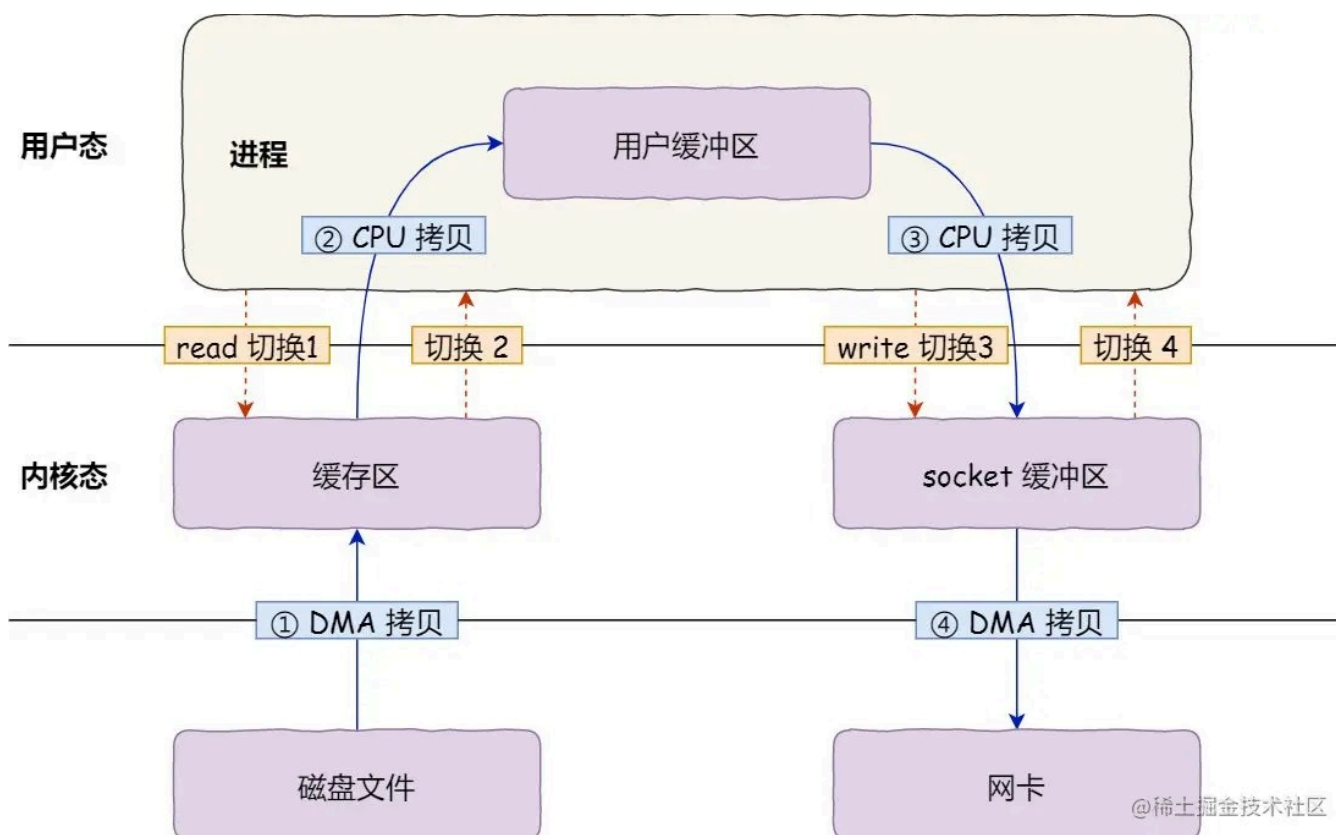 用户态
进程
用户缓冲区
② CPU 拷贝
③ CPU 拷贝
read 切换1
切换 2
write 切换3
切换 4
内核态
缓存区
socket 缓冲区
① DMA 拷贝
④ DMA 拷贝
磁盘文件
网卡
@稀土掘金技术社区